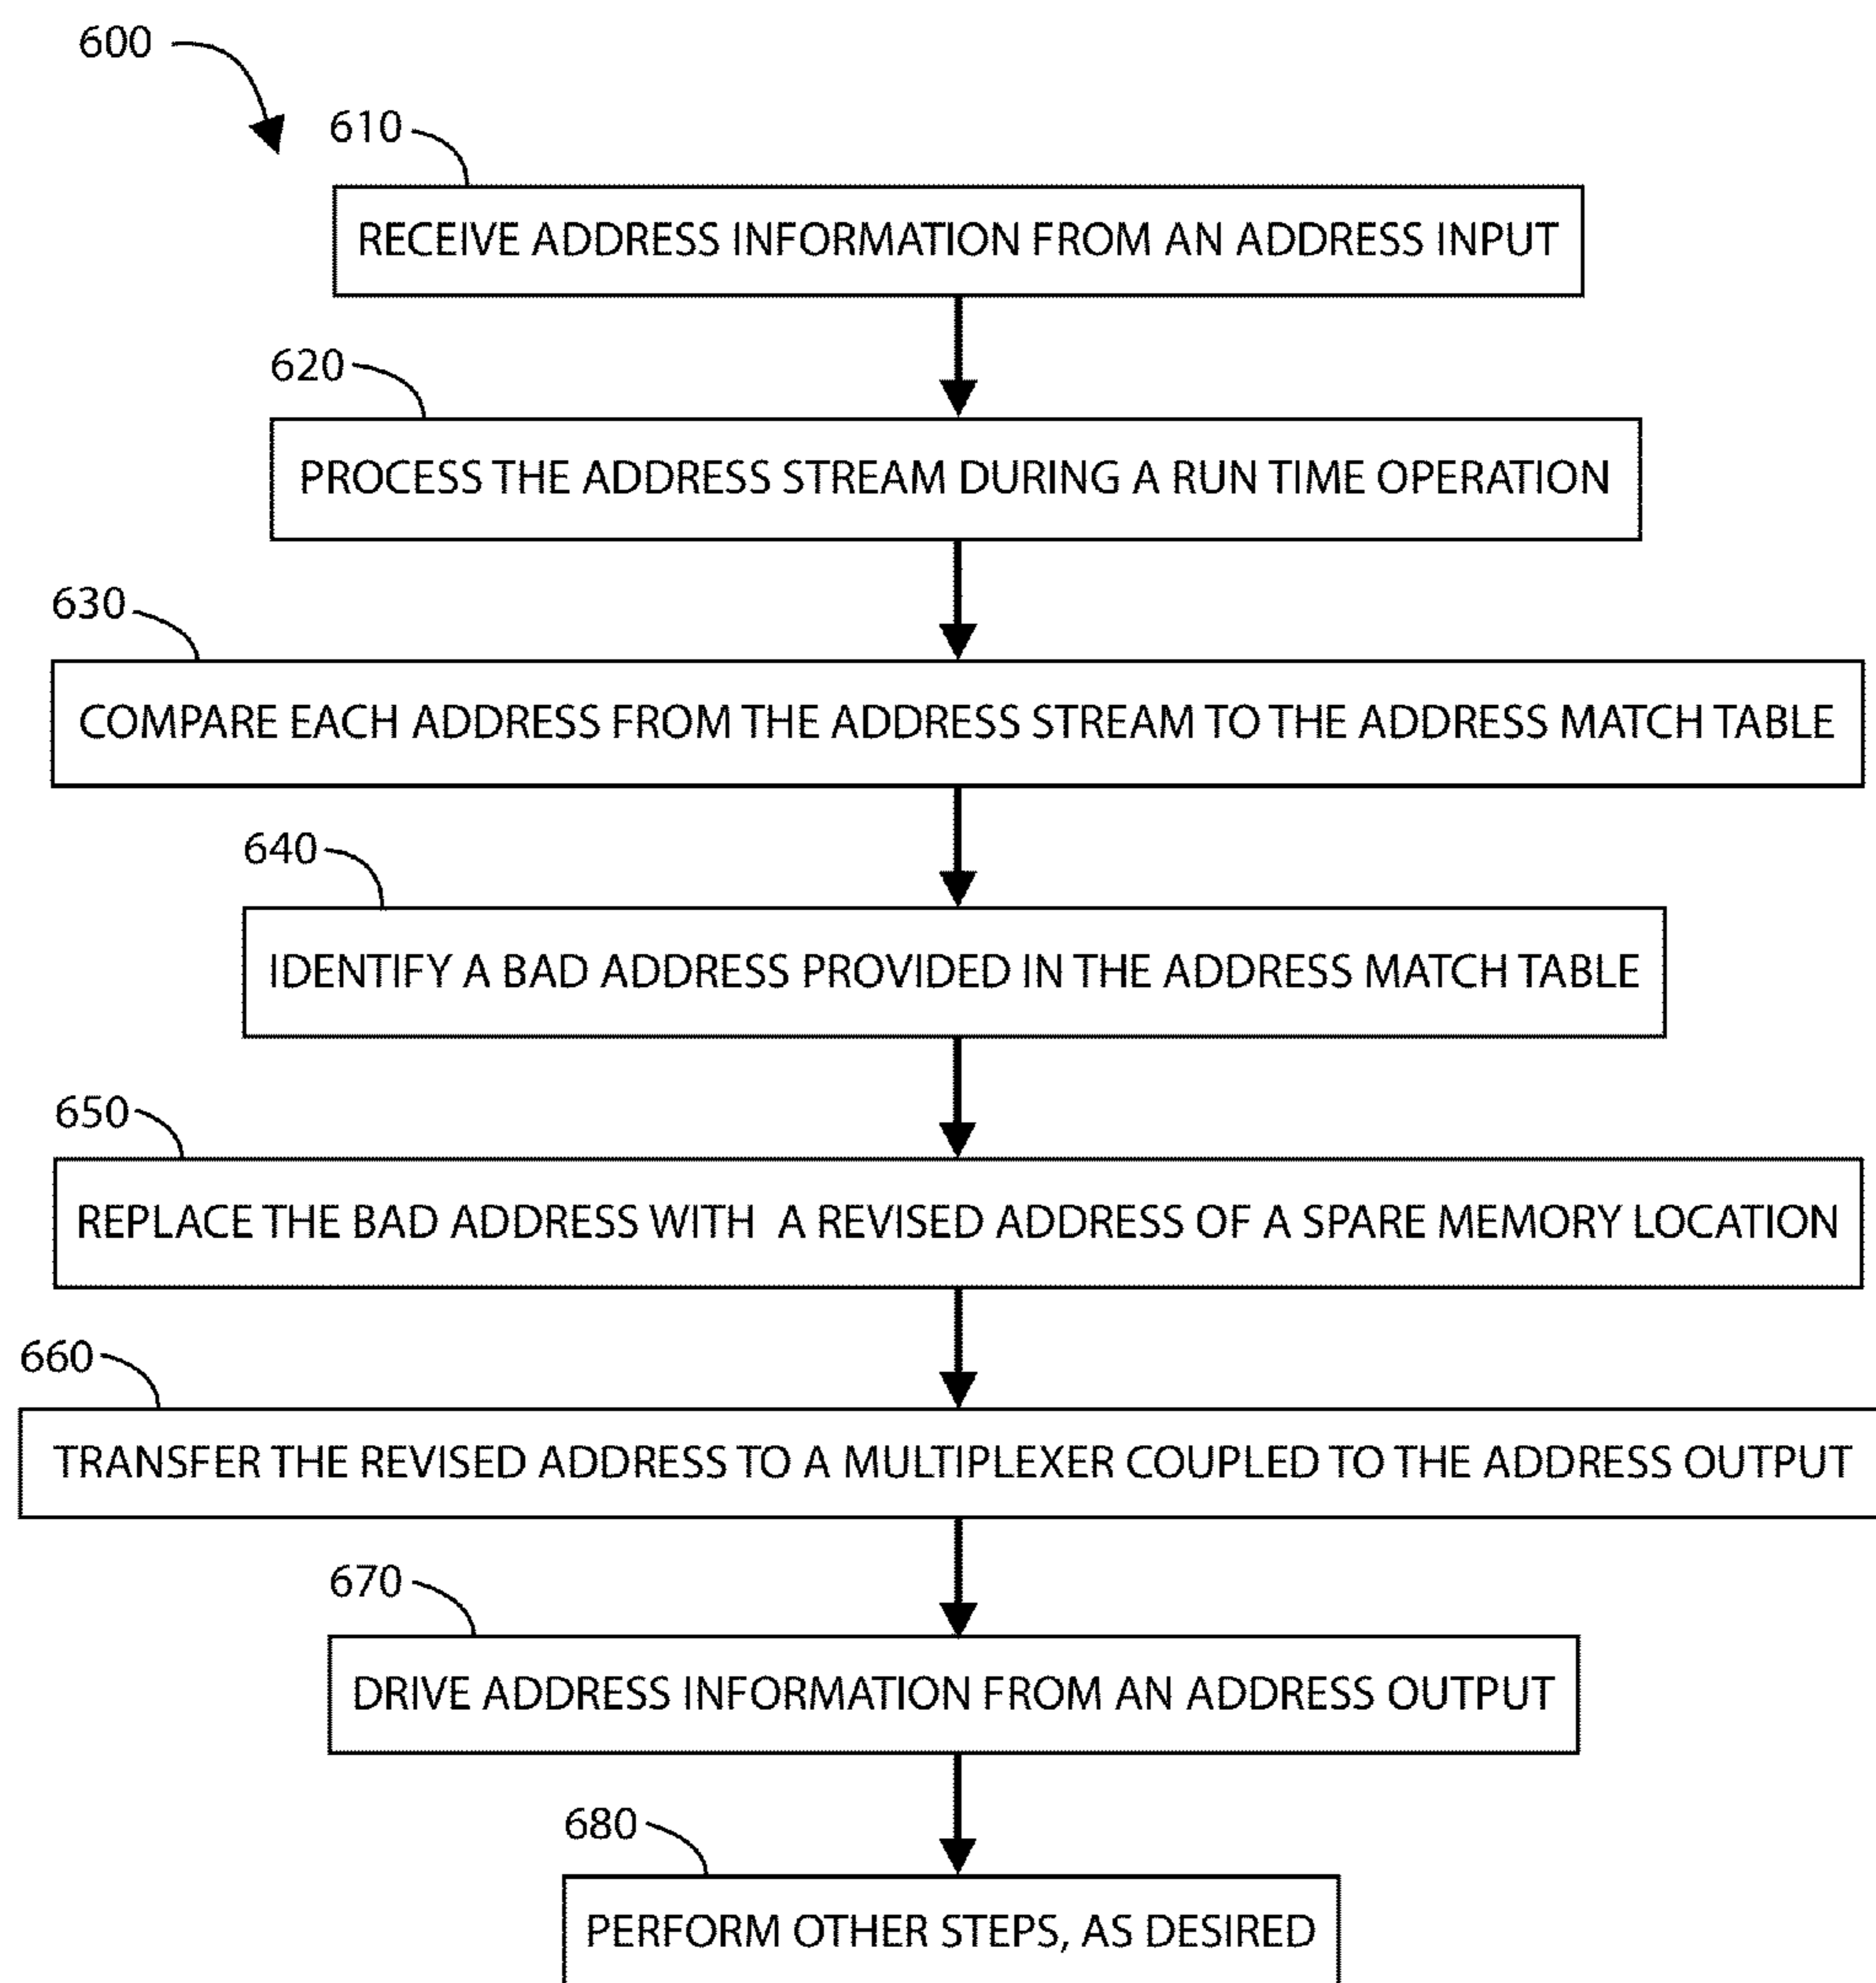 600
610
RECEIVE ADDRESS INFORMATION FROM AN ADDRESS INPUT
620
PROCESS THE ADDRESS STREAM DURING A RUN TIME OPERATION
630
COMPARE EACH ADDRESS FROM THE ADDRESS STREAM TO THE ADDRESS MATCH TABLE
640
IDENTIFY A BAD ADDRESS PROVIDED IN THE ADDRESS MATCH TABLE
650
REPLACE THE BAD ADDRESS WITH A REVISED ADDRESS OF A SPARE MEMORY LOCATION
660
TRANSFER THE REVISED ADDRESS TO A MULTIPLEXER COUPLED TO THE ADDRESS OUTPUT
670
DRIVE ADDRESS INFORMATION FROM AN ADDRESS OUTPUT
680
PERFORM OTHER STEPS, AS DESIRED